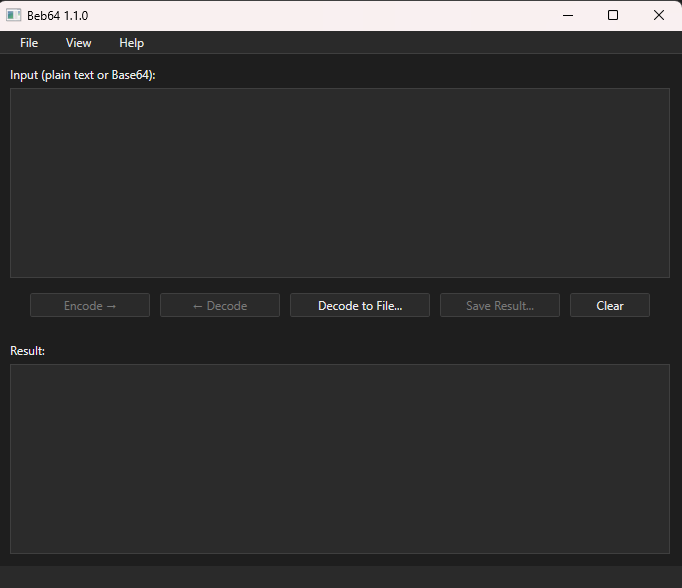 Beb64 1.1.0
File View Help
Input (plain text or Base64):
Encode → ← Decode Decode to File... Save Result... Clear
Result: